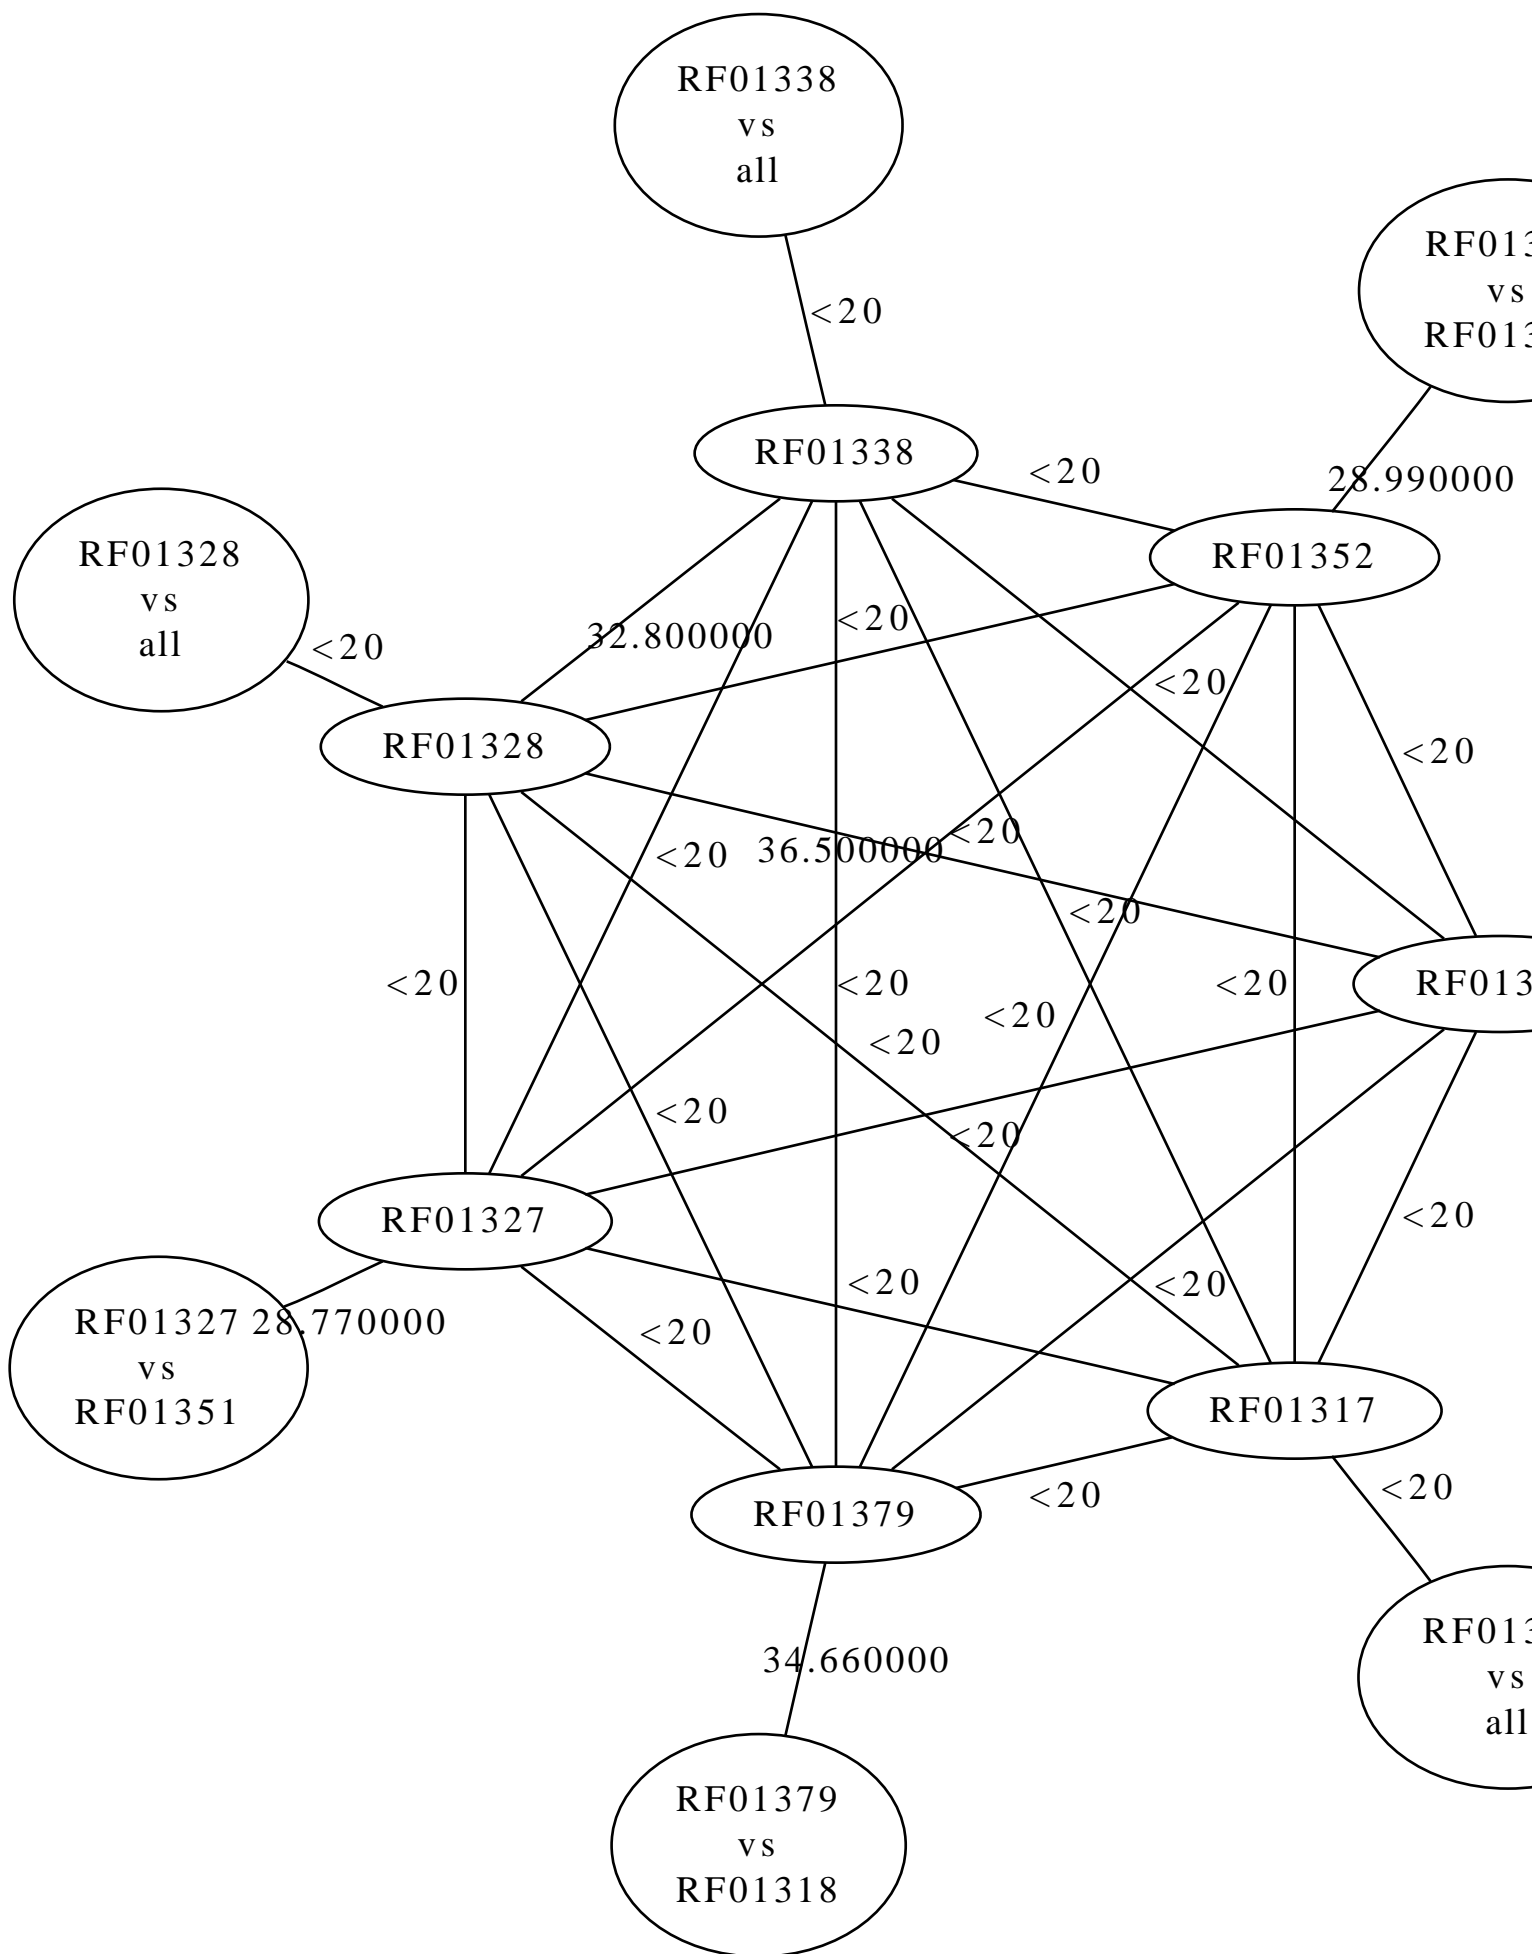 RF01338
vs
all
RF013
vs
RF013
<20
RF01338
<20
28.990000
RF01352
RF01328
vs
all
<20
32.800000
<20
<20
RF01328
<20
<20
36.500000
<20
<20
<20
<20
<20
RF013
<20
<20
<20
<20
RF01327
<20
<20
<20
<20
RF01327
vs
RF01351
28.770000
<20
RF01317
<20
<20
RF01379
34.660000
RF013
vs
all
RF01379
vs
RF01318